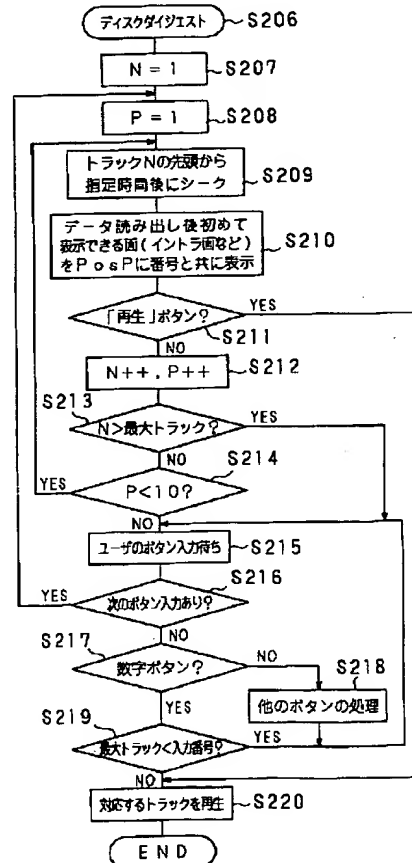 ディスクダイジェスト
S206
N=1
S207
P=1
S208
トラックNの先頭から
指定時間後にシーク
S209
データ読み出し後初めて
表示できる画(イントラ画など)
をPosPに番号と共に表示
S210
「再生」ボタン?
YES
S211
NO
N++, P++
S212
S213
N>最大トラック?
YES
NO
S214
P<10?
YES
NO
ユーザのボタン入力待ち
S215
S216
次のボタン入力あり?
YES
NO
S217
数字ボタン?
NO
S218
他のボタンの処理
YES
S219
最大トラック<入力番号?
YES
NO
対応するトラックを再生
S220
END